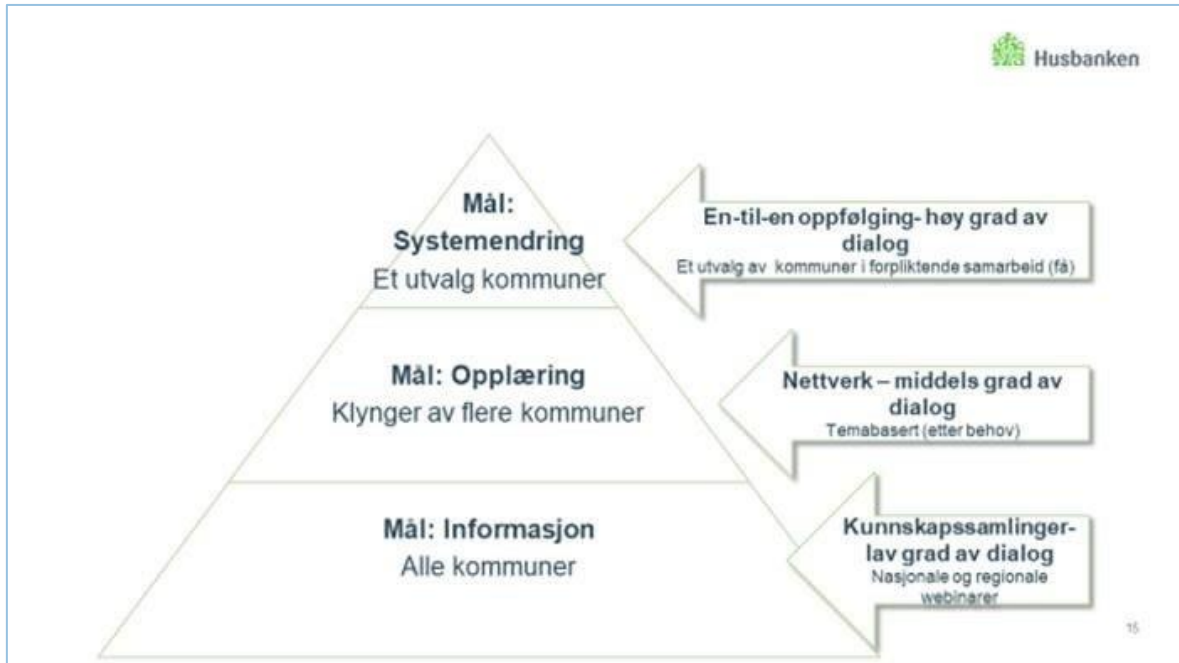 Husbanken
Mål:
Systemendring
Et utvalg kommuner
En-til-en oppfølging- høy grad av
dialog
Et utvalg av kommuner i forpliktende samarbeid (få)
Mål: Opplæring
Klynger av flere kommuner
Nettverk – middels grad av
dialog
Temabasert (etter behov)
Mål: Informasjon
Alle kommuner
Kunnskapssamlinger-
lav grad av dialog
Nasjonale og regionale
webinarer
15